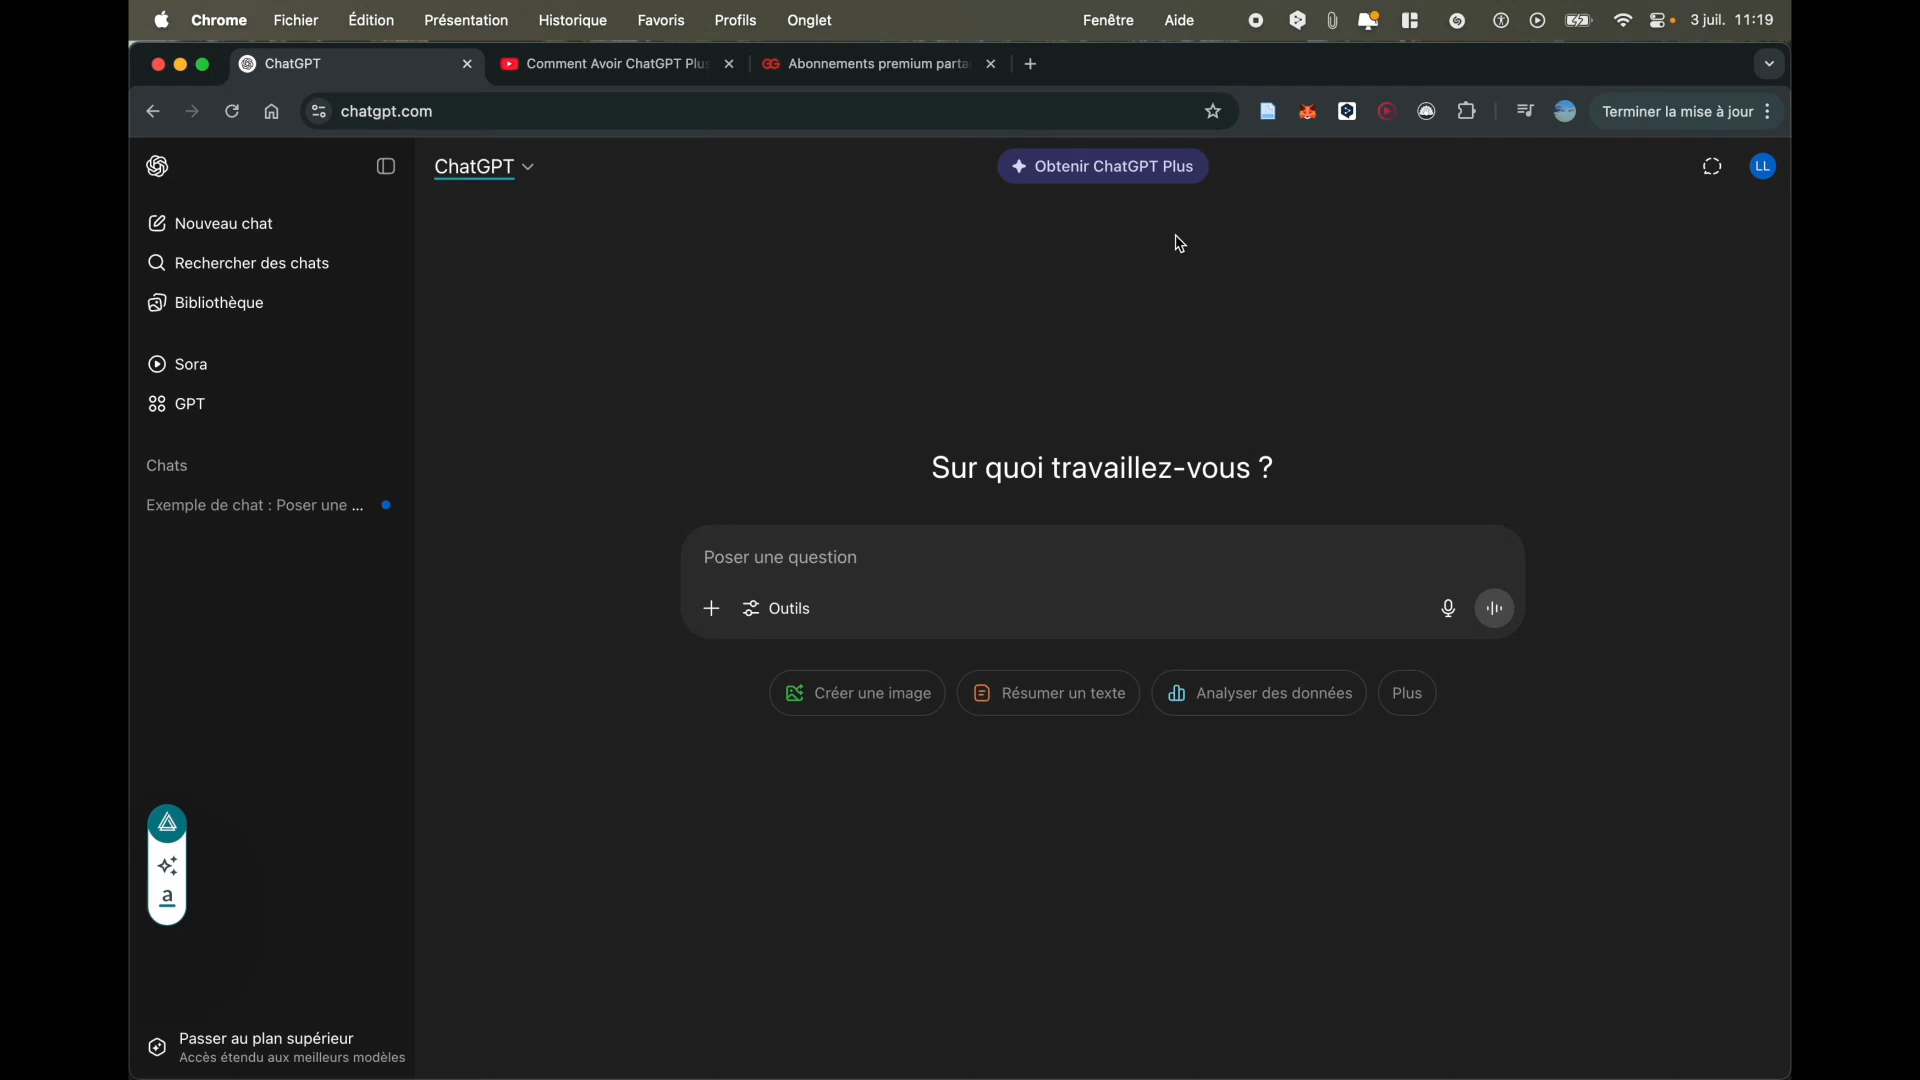 Chrome Fichier Édition Présentation Historique Favoris Profils Onglet Fenêtre Aide 3 juil. 11:19
ChatGPT Comment Avoir ChatGPT Plus Abonnements premium parta
chatgpt.com Terminer la mise à jour
ChatGPT Obtenir ChatGPT Plus LL
Nouveau chat
Rechercher des chats
Bibliothèque
Sora
GPT
Chats
Exemple de chat : Poser une ...
Sur quoi travaillez-vous ?
Poser une question
Outils
Créer une image Résumer un texte Analyser des données Plus
a
Passer au plan supérieur
Accès étendu aux meilleurs modèles